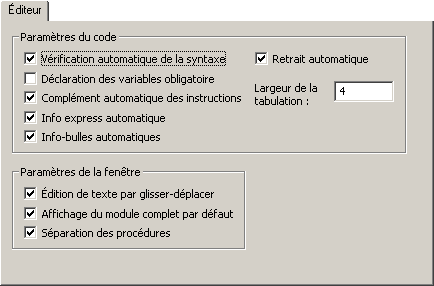 Éditeur
Paramètres du code
Vérification automatique de la syntaxe
Retrait automatique
Déclaration des variables obligatoire
Complément automatique des instructions
Largeur de la
tabulation :
4
Info express automatique
Info-bulles automatiques
Paramètres de la fenêtre
Édition de texte par glisser-déplacer
Affichage du module complet par défaut
Séparation des procédures